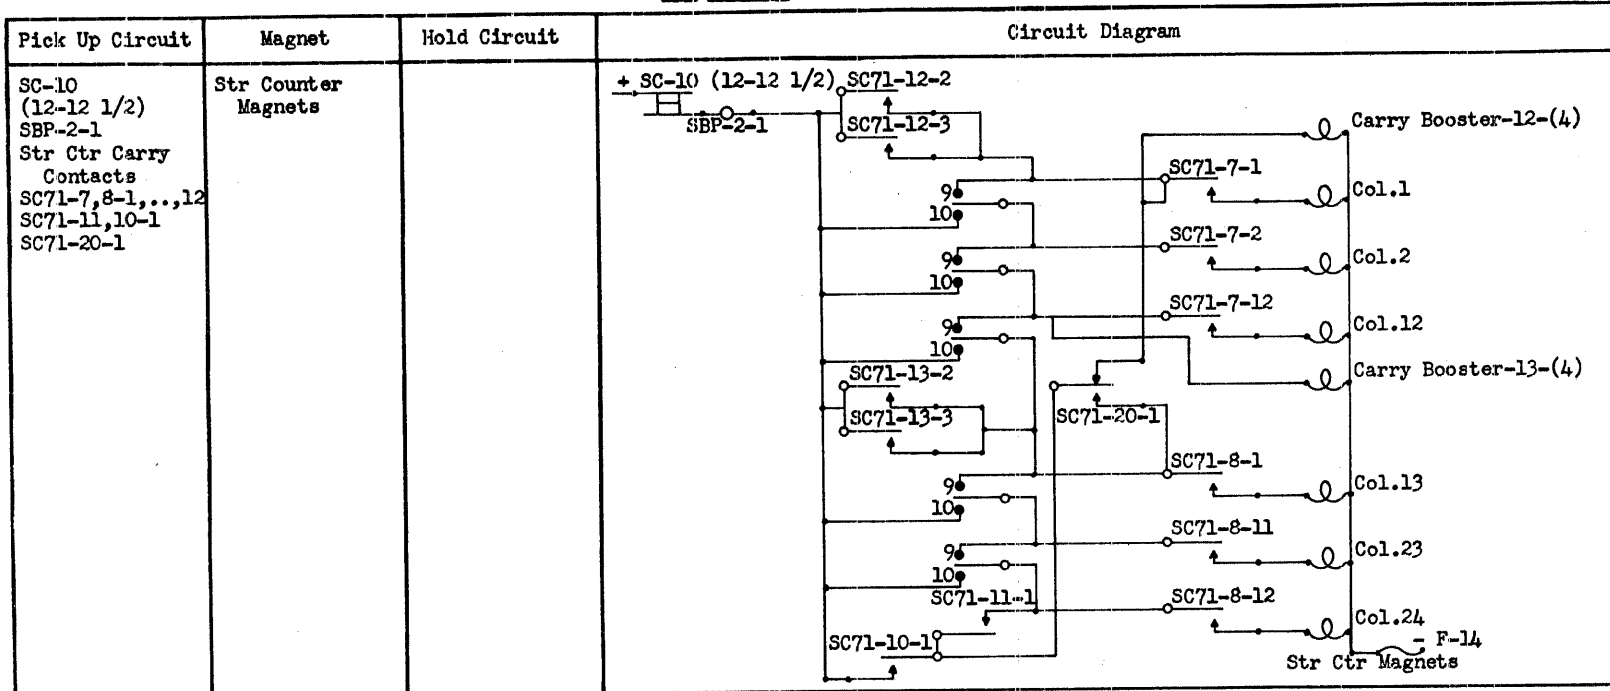 Pick Up Circuit
Magnet
Hold Circuit
Circuit Diagram
SC-10
(12-12 1/2)
SBP-2-1
Str Ctr Carry
Contacts
SC71-7,8-1,..,12
SC71-11,10-1
SC71-20-1
Str Counter
Magnets
+ SC-10 (12-12 1/2)
SBP-2-1
SC71-12-2
SC71-12-3
Carry Booster-12-(4)
9
10
SC71-7-1
Col.1
9
10
SC71-7-2
Col.2
9
10
SC71-7-12
Col.12
Carry Booster-13-(4)
SC71-13-2
SC71-13-3
SC71-20-1
9
10
SC71-8-1
Col.13
9
10
SC71-8-11
Col.23
SC71-11-1
SC71-8-12
Col.24
SC71-10-1
- F-14
Str Ctr Magnets